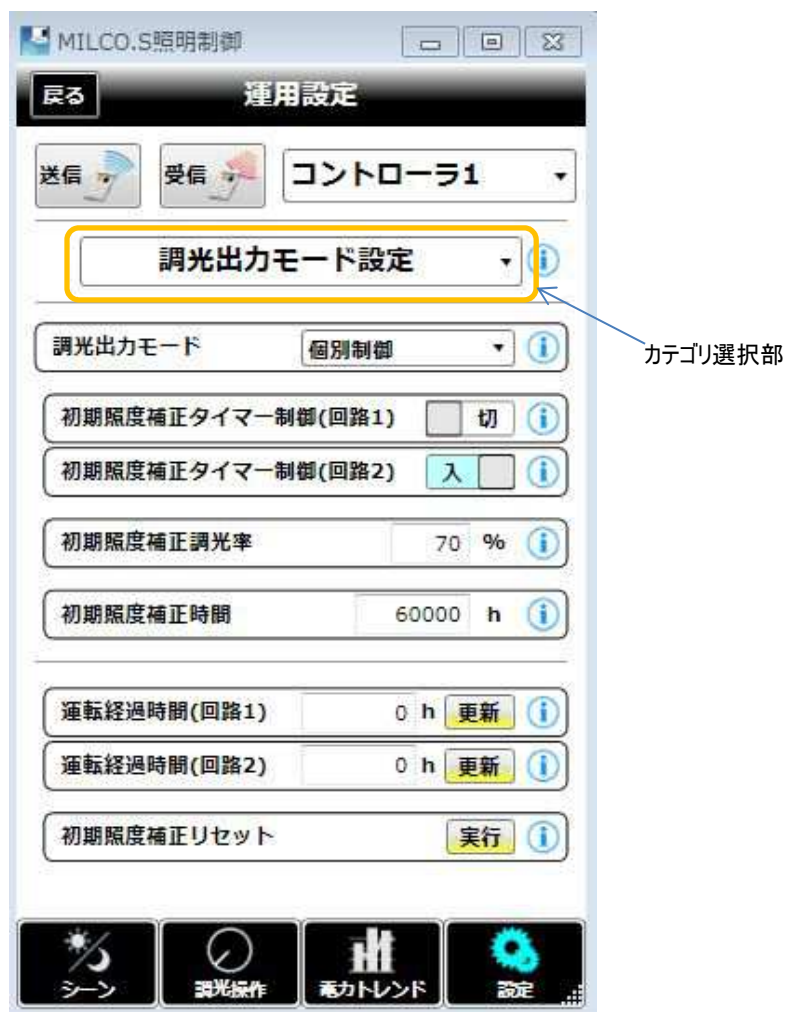 MILCO.S照明制御
戻る 運用設定
送信 受信 コントローラ1
調光出力モード設定
カテゴリ選択部
調光出力モード 個別制御
初期照度補正タイマー制御(回路1) 切
初期照度補正タイマー制御(回路2) 入
初期照度補正調光率 70 %
初期照度補正時間 60000 h
運転経過時間(回路1) 0 h 更新
運転経過時間(回路2) 0 h 更新
初期照度補正リセット 実行
シーン 調光操作 電力トレンド 設定